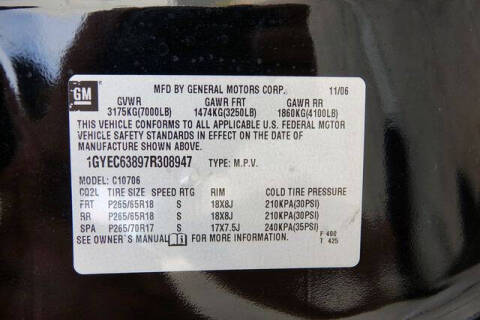 GM
MFD BY GENERAL MOTORS CORP. 11/06
GVWR GAWR FRT GAWR RR
3175KG(7000LB) 1474KG(3250LB) 1860KG(4100LB)
THIS VEHICLE CONFORMS TO ALL APPLICABLE U.S. FEDERAL MOTOR
VEHICLE SAFETY STANDARDS IN EFFECT ON THE DATE OF
MANUFACTURE SHOWN ABOVE.
1GYEC63897R308947 TYPE: M.P.V.
MODEL: C10706
CQ2L TIRE SIZE SPEED RTG RIM COLD TIRE PRESSURE
FRT P265/65R18 S 18X8J 210KPA(30PSI)
RR P265/65R18 S 18X8J 210KPA(30PSI)
SPA P265/70R17 S 17X7.5J 240KPA(35PSI)
SEE OWNER'S MANUAL i FOR MORE INFORMATION. F 400
T 425